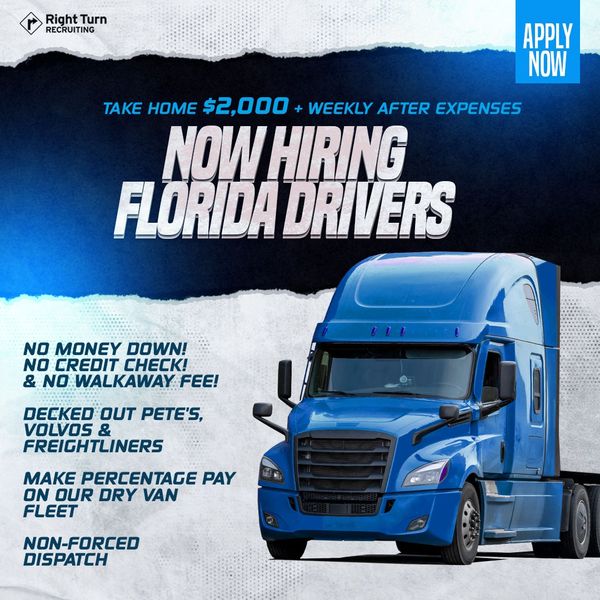 Right Turn
RECRUITING
APPLY
NOW
TAKE HOME $2,000 + WEEKLY AFTER EXPENSES
NOW HIRING
FLORIDA DRIVERS
NO MONEY DOWN!
NO CREDIT CHECK!
& NO WALKAWAY FEE!
DECKED OUT PETE'S,
VOLVOS &
FREIGHTLINERS
MAKE PERCENTAGE PAY
ON OUR DRY VAN
FLEET
NON-FORCED
DISPATCH